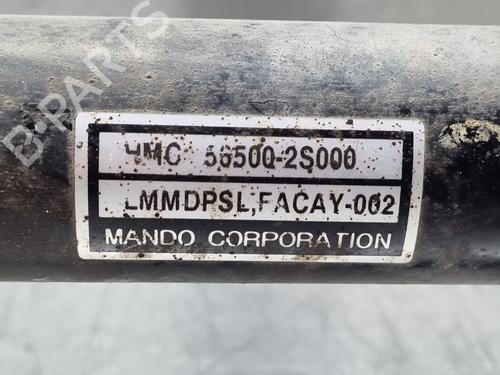 HMC 56500-2S000
LMMDPSL,FACAY-002
MANDO CORPORATION
B-PARTS